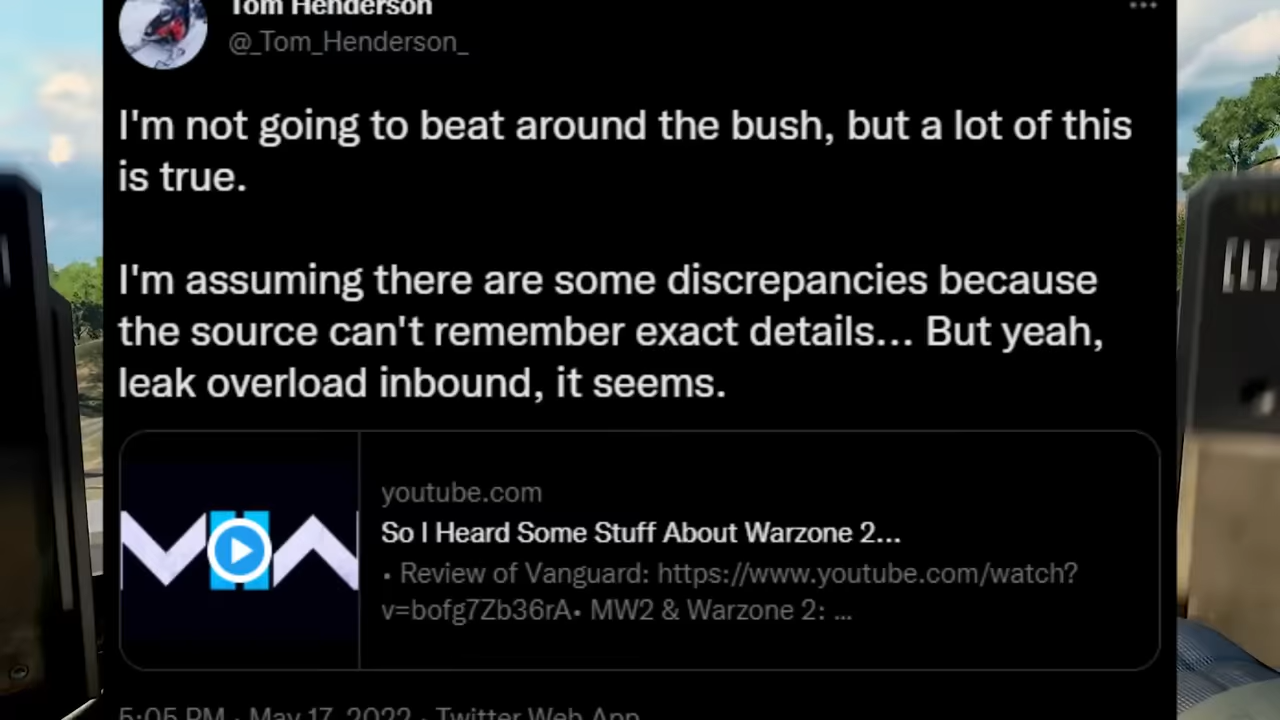 Tom Henderson
@_Tom_Henderson_
I'm not going to beat around the bush, but a lot of this
is true.
I'm assuming there are some discrepancies because
the source can't remember exact details... But yeah,
leak overload inbound, it seems.
youtube.com
So I Heard Some Stuff About Warzone 2...
• Review of Vanguard: https://www.youtube.com/watch?
v=bofg7Zb36rA• MW2 & Warzone 2: ...
5:05 PM · May 17, 2022 · Twitter Web App